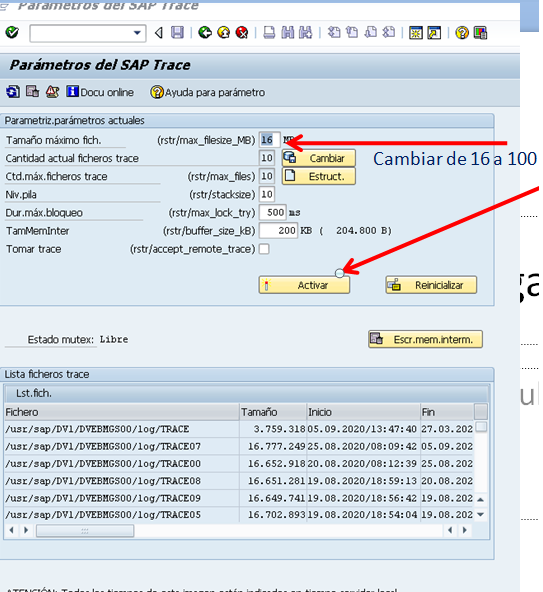 Parámetros del SAP Trace
Parámetros del SAP Trace
Docu online Ayuda para parámetro
Parametriz.parámetros actuales
Tamaño máximo fich. (rstr/max_filesize_MB) 16
Cantidad actual ficheros trace 10 Cambiar
Cambiar de 16 a 100
Ctd.máx.ficheros trace (rstr/max_files) 10 Estruct.
Niv.pila (rstr/stacksize) 10
Dur.máx.bloqueo (rstr/max_lock_try) 500 ms
TamMemInter (rstr/buffer_size_kB) 200 KB ( 204.800 B)
Tomar trace (rstr/accept_remote_trace)
Activar Reinicializar
Estado mutex: Libre Escr.mem.interm.
Lista ficheros trace
Lst.fich.
Fichero Tamaño Inicio Fin
/usr/sap/DV1/DVEBMGS00/log/TRACE 3.759.318 05.09.2020/13:47:40 27.03.202
/usr/sap/DV1/DVEBMGS00/log/TRACE07 16.777.249 25.08.2020/08:09:42 05.09.202
/usr/sap/DV1/DVEBMGS00/log/TRACE00 16.652.918 20.08.2020/08:12:39 25.08.202
/usr/sap/DV1/DVEBMGS00/log/TRACE08 16.651.281 19.08.2020/18:59:13 20.08.202
/usr/sap/DV1/DVEBMGS00/log/TRACE09 16.649.741 19.08.2020/18:56:42 19.08.202
/usr/sap/DV1/DVEBMGS00/log/TRACE05 16.702.893 19.08.2020/18:54:04 19.08.202